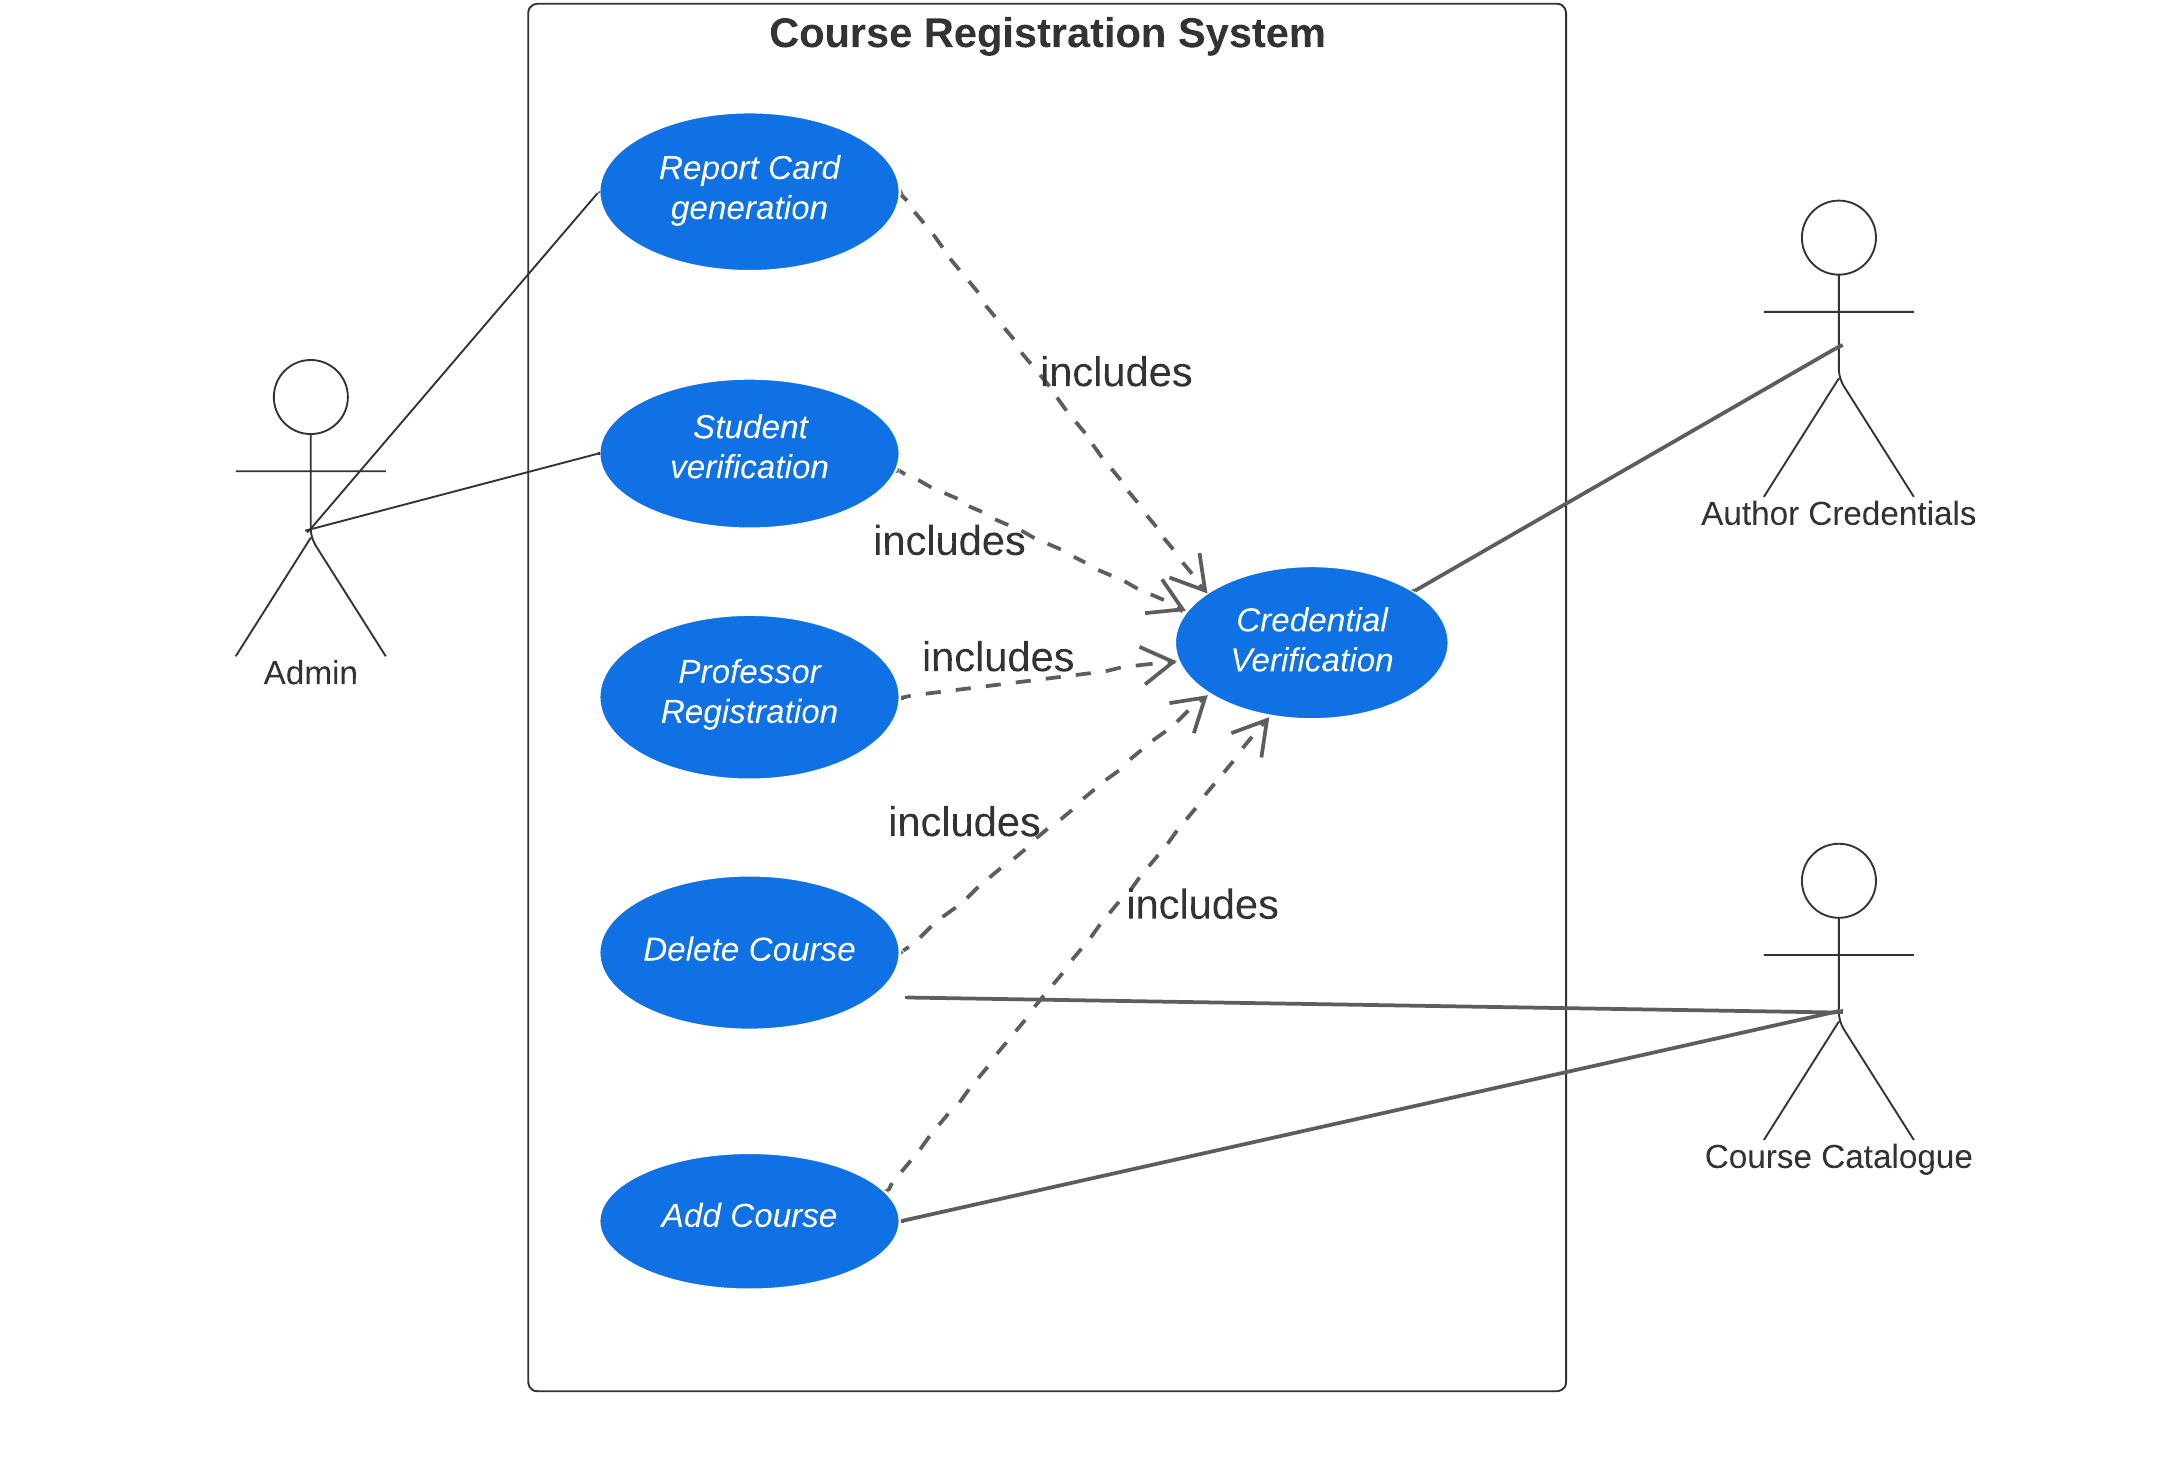 Course Registration System
Report Card
generation
includes
Student
verification
includes
Admin
Professor
Registration
includes
Credential
Verification
Author Credentials
includes
Delete Course
includes
Add Course
Course Catalogue